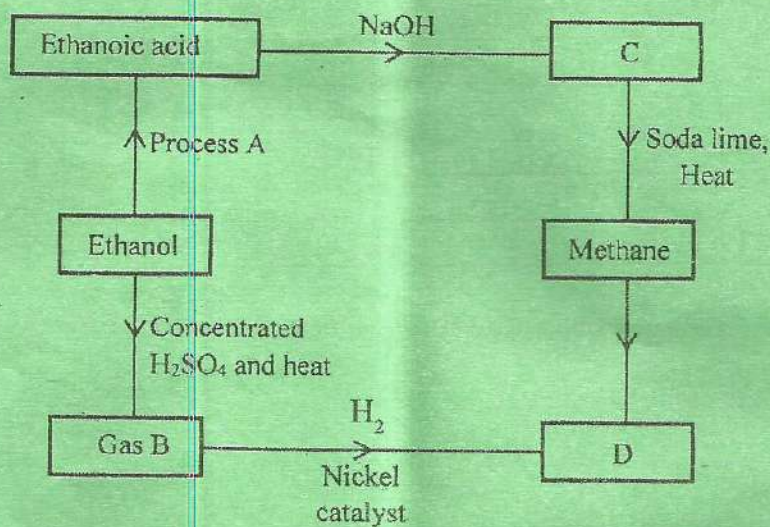 Ethanoic acid
NaOH
C
Process A
Soda lime,
Heat
Ethanol
Methane
Concentrated
H₂SO₄ and heat
Gas B
H₂
Nickel
catalyst
D